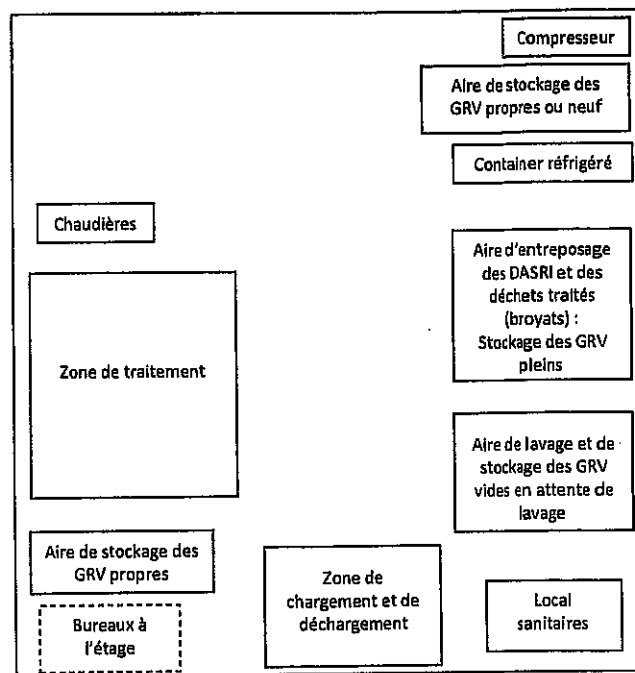 Compresseur
Aire de stockage des
GRV propres ou neuf
Container réfrigéré
Chaudières
Aire d'entreposage
des DASRI et des
déchets traités
(broyats) :
Stockage des GRV
pleins
Zone de traitement
Aire de lavage et de
stockage des GRV
vides en attente de
lavage
Aire de stockage des
GRV propres
Zone de
chargement et de
déchargement
Local
sanitaires
Bureaux à
l'étage